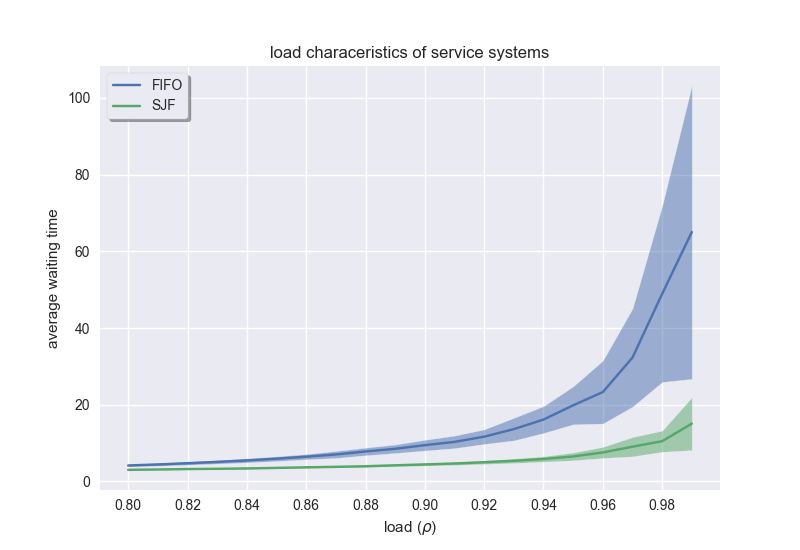 load characeristics of service systems
FIFO
SJF
average waiting time
100
80
60
40
20
0
0.80 0.82 0.84 0.86 0.88 0.90 0.92 0.94 0.96 0.98
load (ρ)